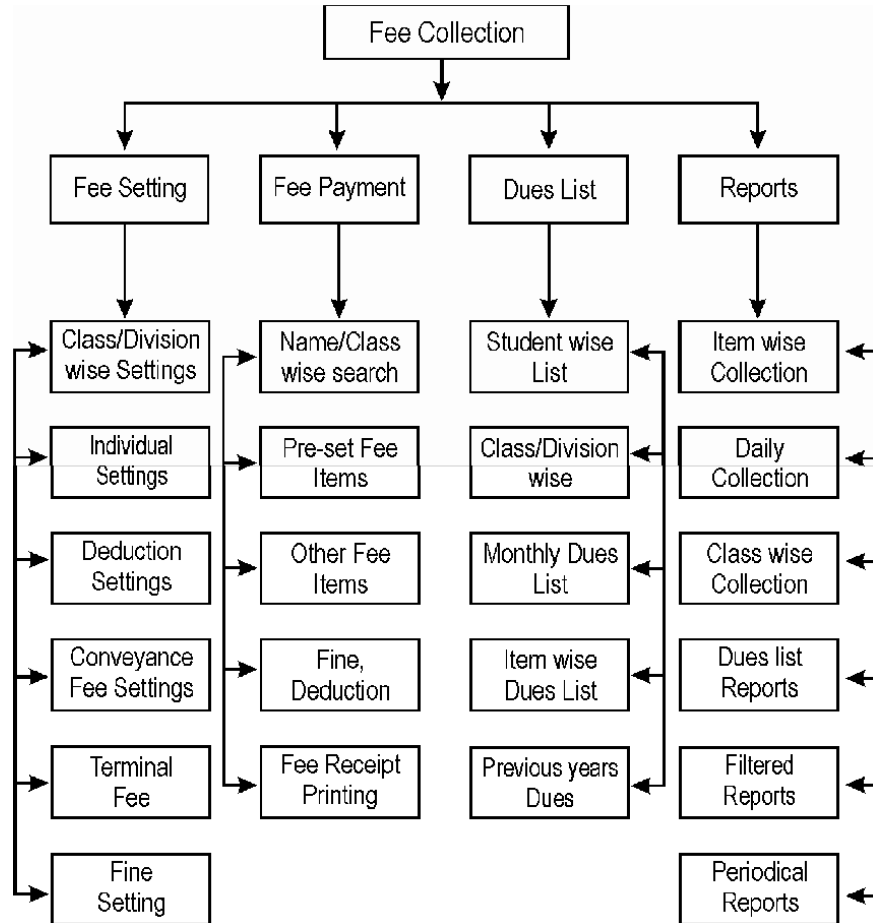 Fee Collection
Fee Setting
Fee Payment
Dues List
Reports
Class/Division
wise Settings
Name/Class
wise search
Student wise
List
Item wise
Collection
Individual
Settings
Pre-set Fee
Items
Class/Division
wise
Daily
Collection
Deduction
Settings
Other Fee
Items
Monthly Dues
List
Class wise
Collection
Conveyance
Fee Settings
Fine,
Deduction
Item wise
Dues List
Dues list
Reports
Terminal
Fee
Fee Receipt
Printing
Previous years
Dues
Filtered
Reports
Fine
Setting
Periodical
Reports